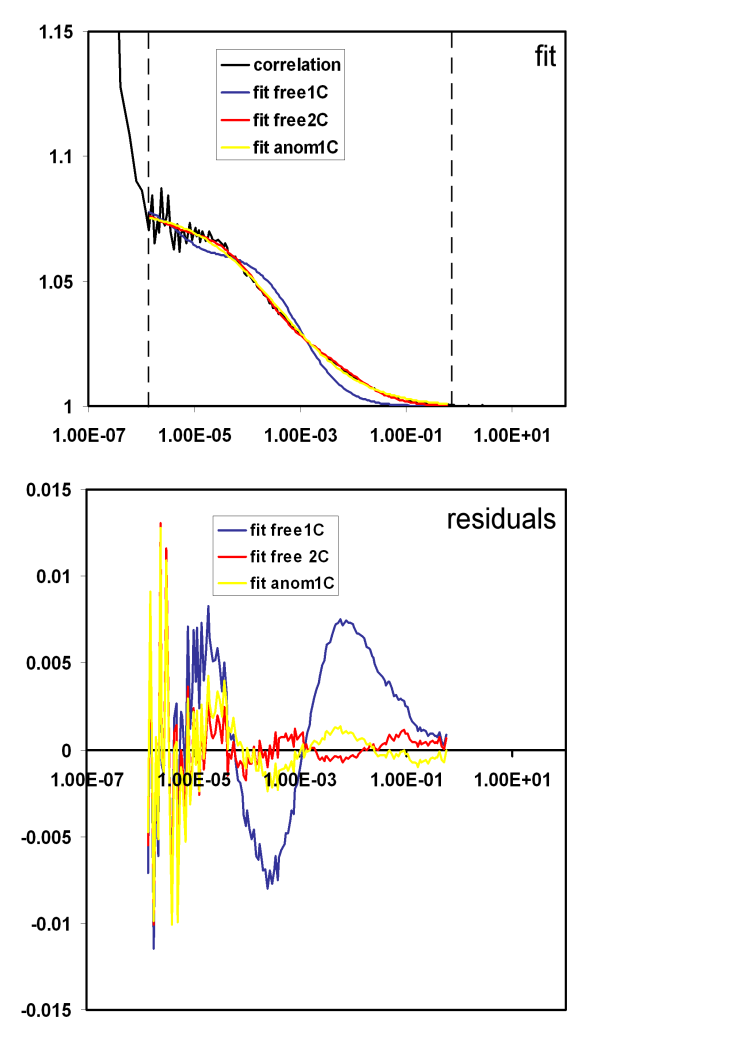 1.15
fit
correlation
fit free1C
fit free2C
fit anom1C
1.1
1.05
1
1.00E-07 1.00E-05 1.00E-03 1.00E-01 1.00E+01
0.015
residuals
fit free1C
fit free 2C
fit anom1C
0.01
0.005
0
1.00E-07 1.00E-05 1.00E-03 1.00E-01 1.00E+01
-0.005
-0.01
-0.015